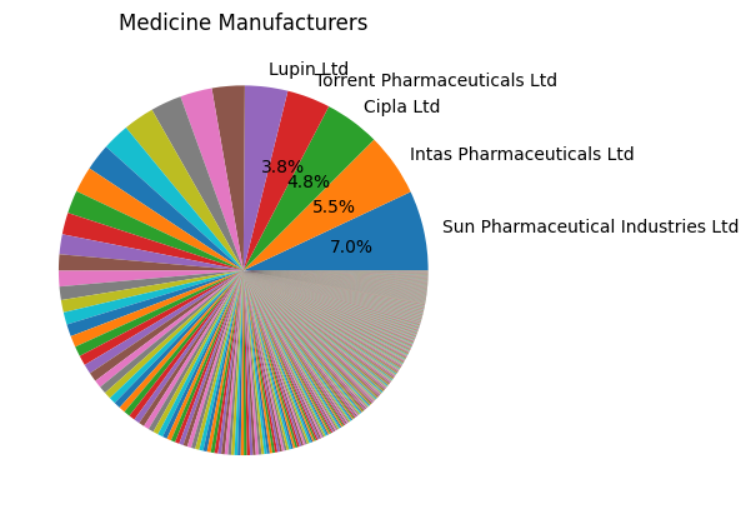 Medicine Manufacturers
Lupin Ltd
Torrent Pharmaceuticals Ltd
Cipla Ltd
Intas Pharmaceuticals Ltd
Sun Pharmaceutical Industries Ltd
3.8%
4.8%
5.5%
7.0%